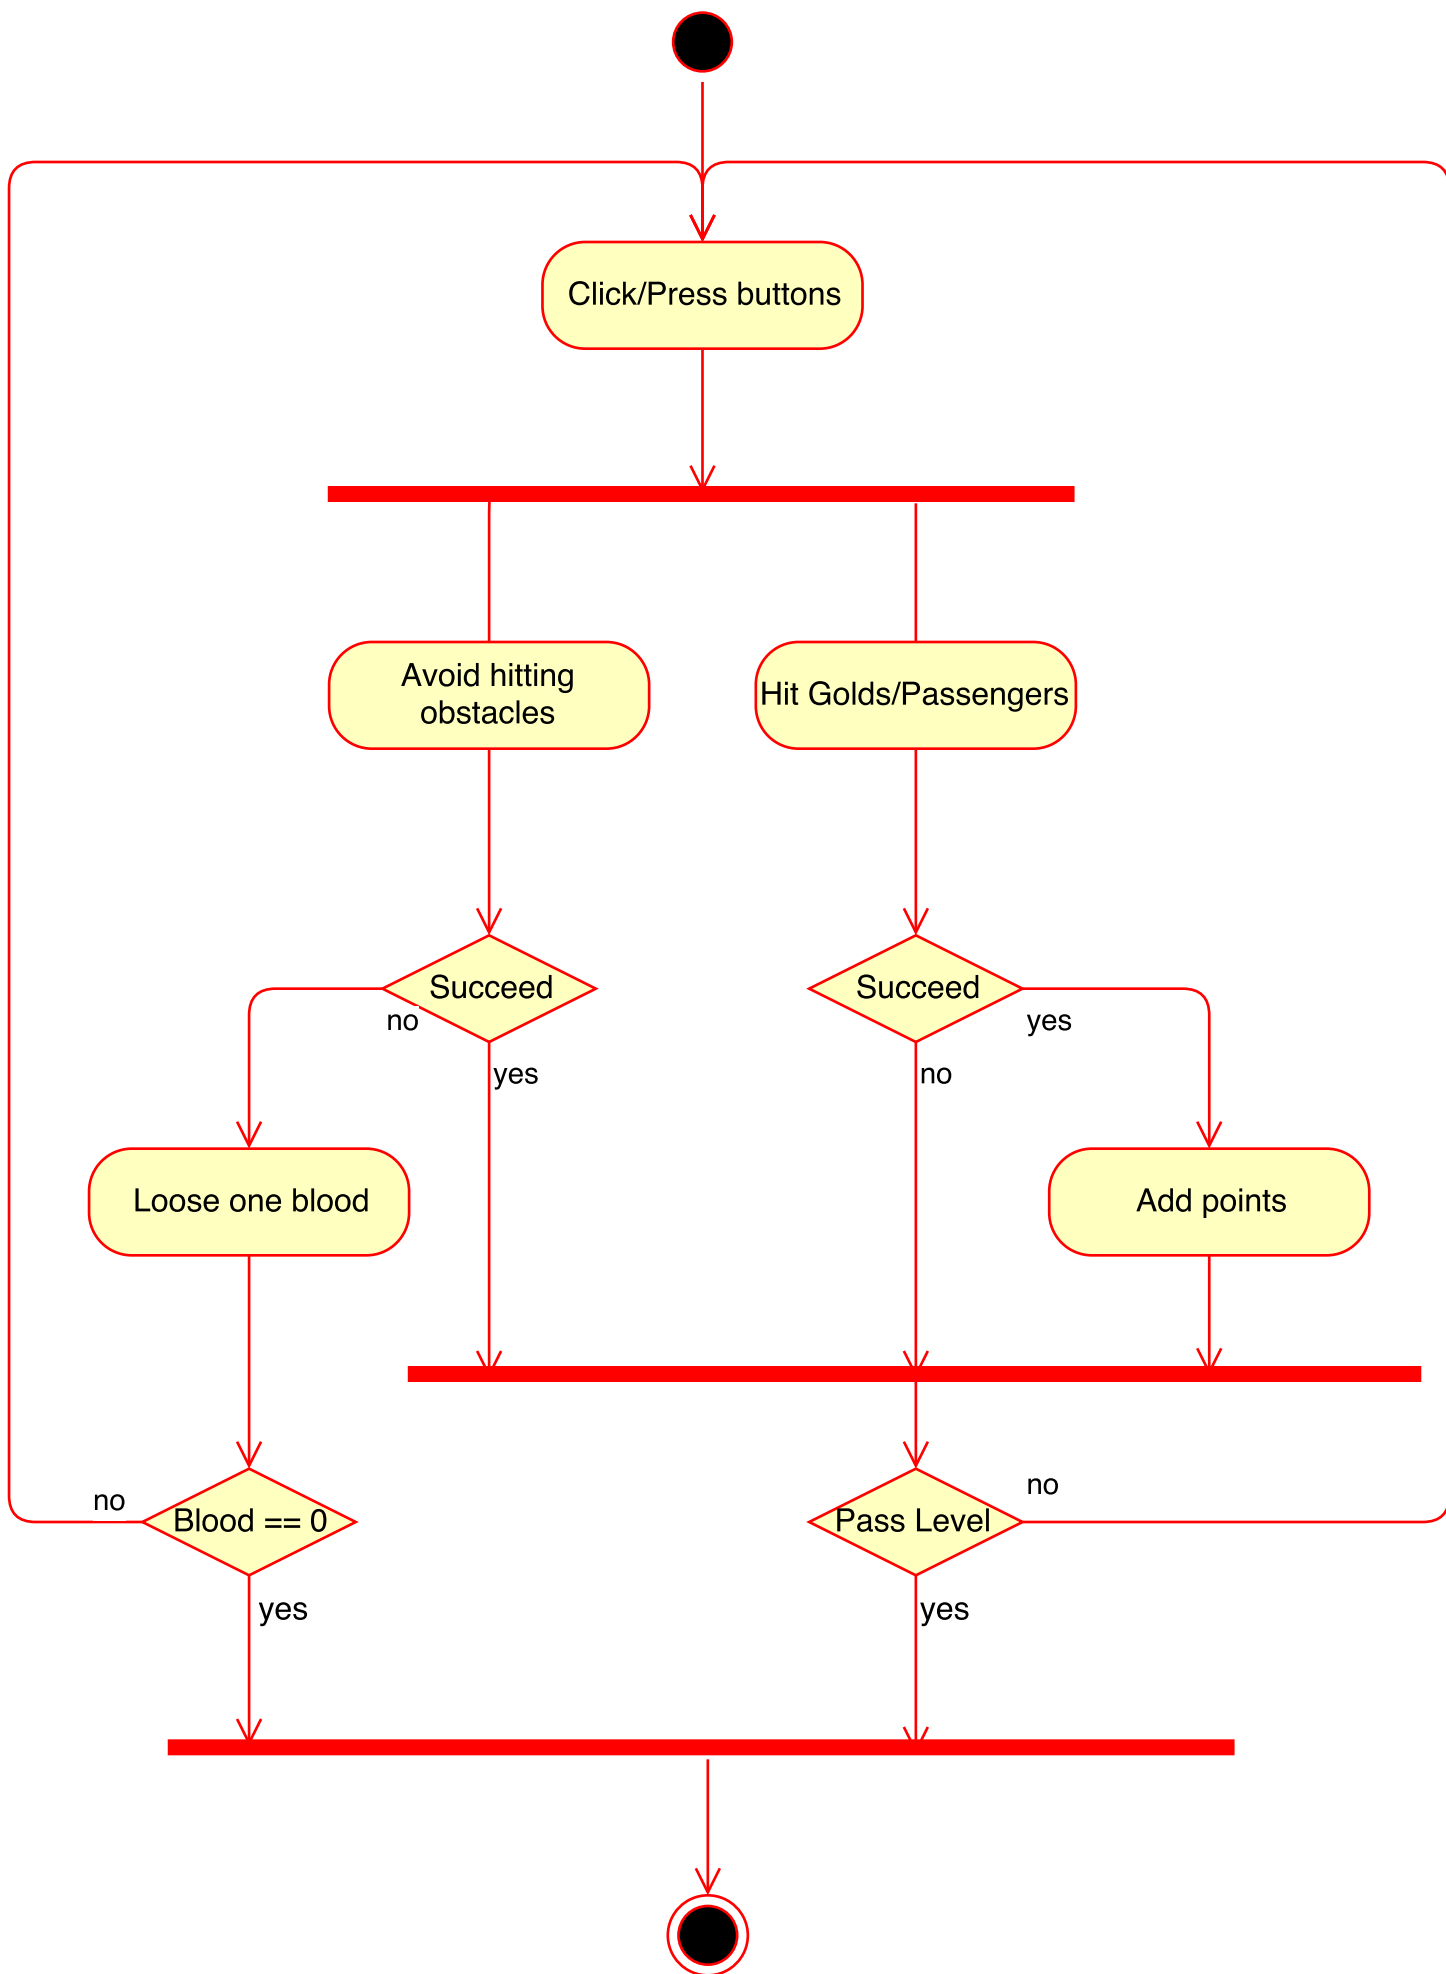 Click/Press buttons
Avoid hitting
obstacles
Hit Golds/Passengers
Succeed
Succeed
no
yes
yes
no
Loose one blood
Add points
no
Blood == 0
Pass Level
no
yes
yes